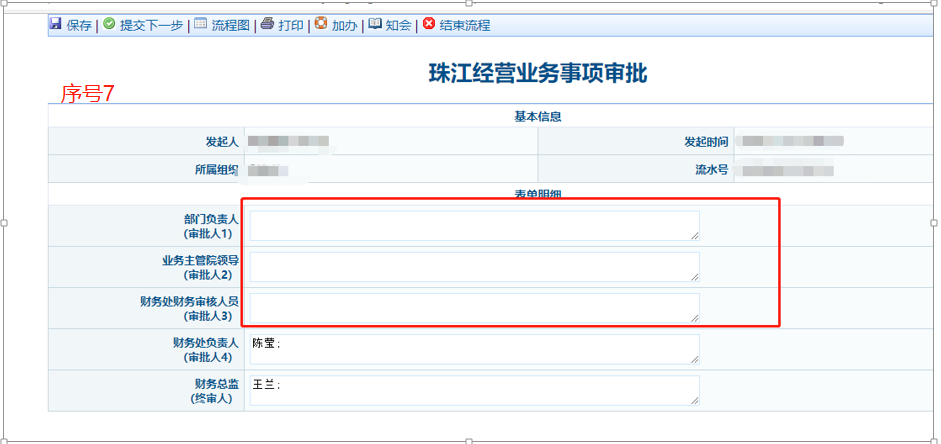 保存 | 提交下一步 | 流程图 | 打印 | 加办 | 知会 | 结束流程
珠江经营业务事项审批
序号7
基本信息
发起人 发起时间
所属组织 流水号
表单明细
部门负责人
(审批人1)
业务主管院领导
(审批人2)
财务处财务审核人员
(审批人3)
财务处负责人
(审批人4)
陈莹;
财务总监
(终审人)
王兰;